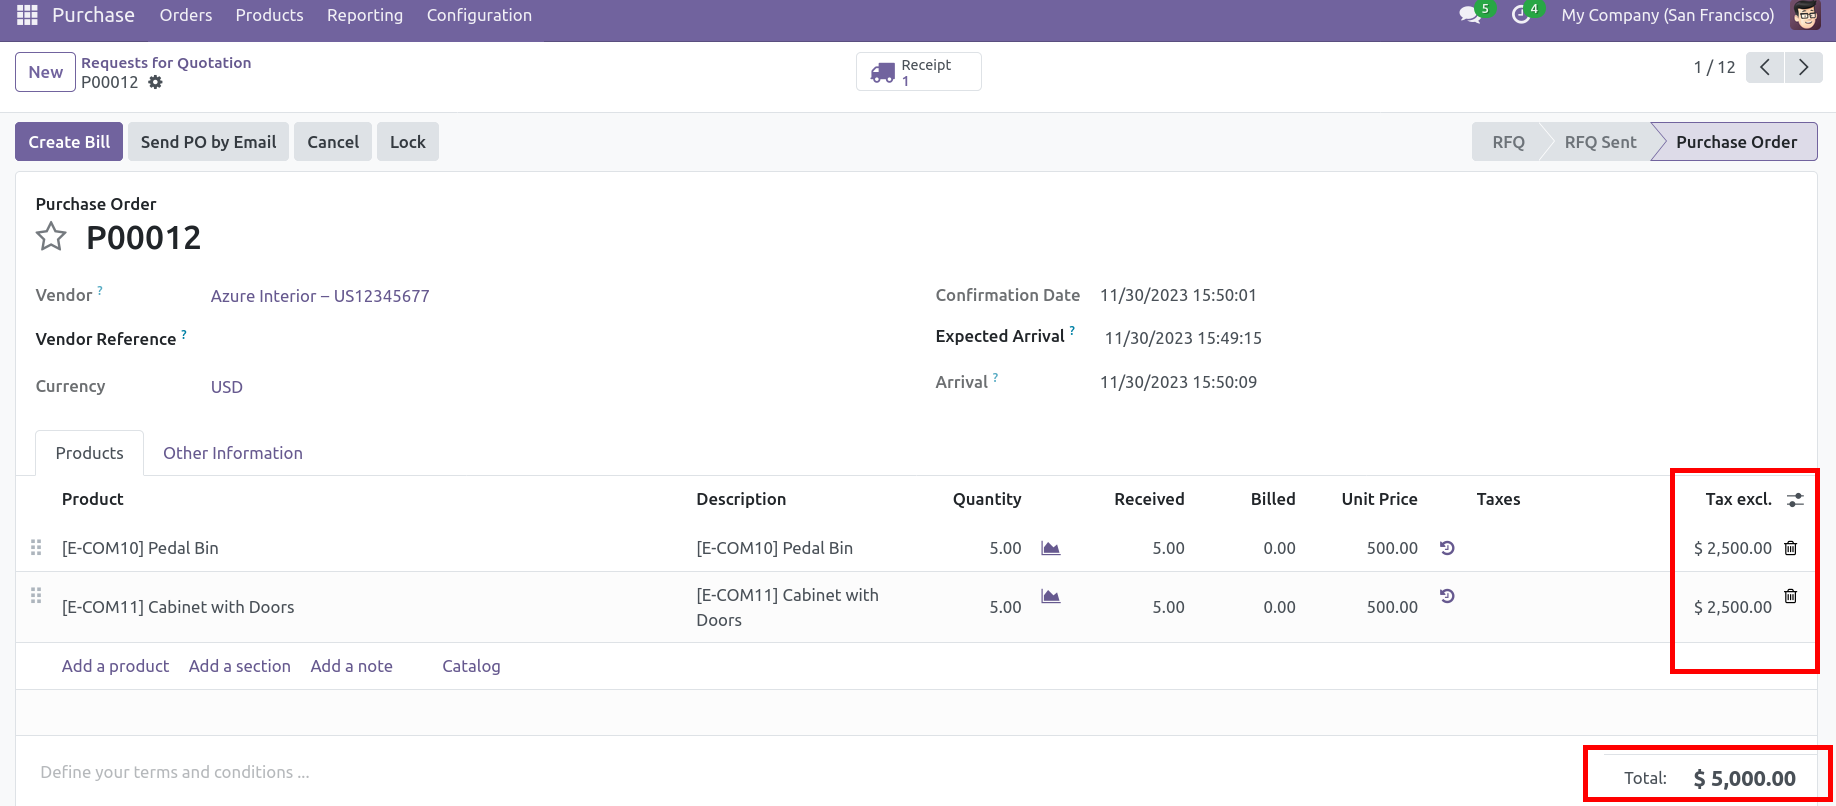 Purchase Orders Products Reporting Configuration 5 4 My Company (San Francisco)
New Requests for Quotation
P00012
Receipt
1
1 / 12
Create Bill Send PO by Email Cancel Lock RFQ RFQ Sent Purchase Order
Purchase Order
P00012
Vendor ? Azure Interior – US12345677 Confirmation Date 11/30/2023 15:50:01
Vendor Reference ? Expected Arrival ? 11/30/2023 15:49:15
Currency USD Arrival ? 11/30/2023 15:50:09
Products Other Information
Product Description Quantity Received Billed Unit Price Taxes Tax excl.
[E-COM10] Pedal Bin [E-COM10] Pedal Bin 5.00 5.00 0.00 500.00 $ 2,500.00
[E-COM11] Cabinet with Doors [E-COM11] Cabinet with
Doors 5.00 5.00 0.00 500.00 $ 2,500.00
Add a product Add a section Add a note Catalog
Define your terms and conditions ... Total: $ 5,000.00